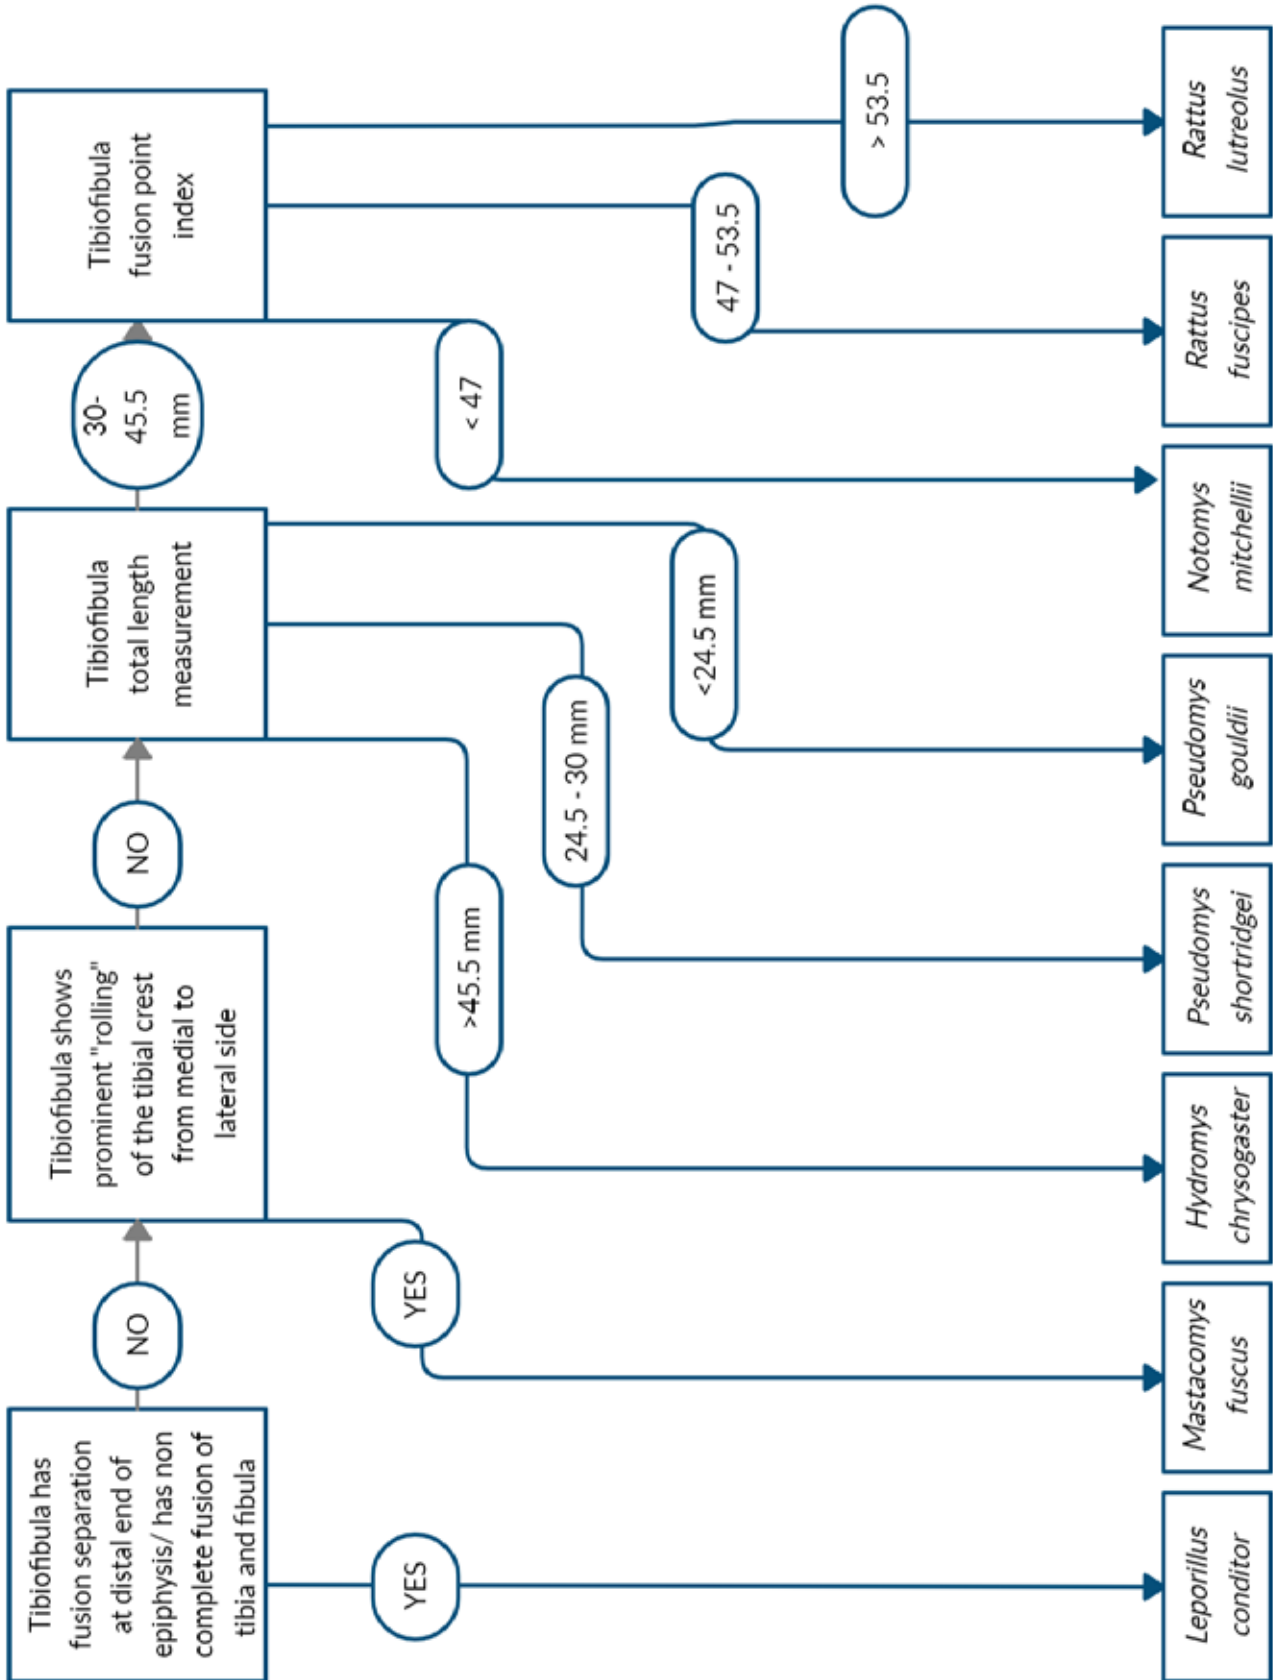 Tibiofibula has
fusion separation
at distal end of
epiphysis/ has non
complete fusion of
tibia and fibula
NO
Tibiofibula shows
prominent "rolling"
of the tibial crest
from medial to
lateral side
NO
Tibiofibula
total length
measurement
30-
45.5
mm
Tibiofibula
fusion point
index
YES
YES
>45.5 mm
24.5 - 30 mm
<24.5 mm
< 47
47 - 53.5
> 53.5
Leporillus
conditor
Mastacomys
fuscus
Hydromys
chrysogaster
Pseudomys
shortridgei
Pseudomys
gouldii
Notomys
mitchellii
Rattus
fuscipes
Rattus
lutreolus